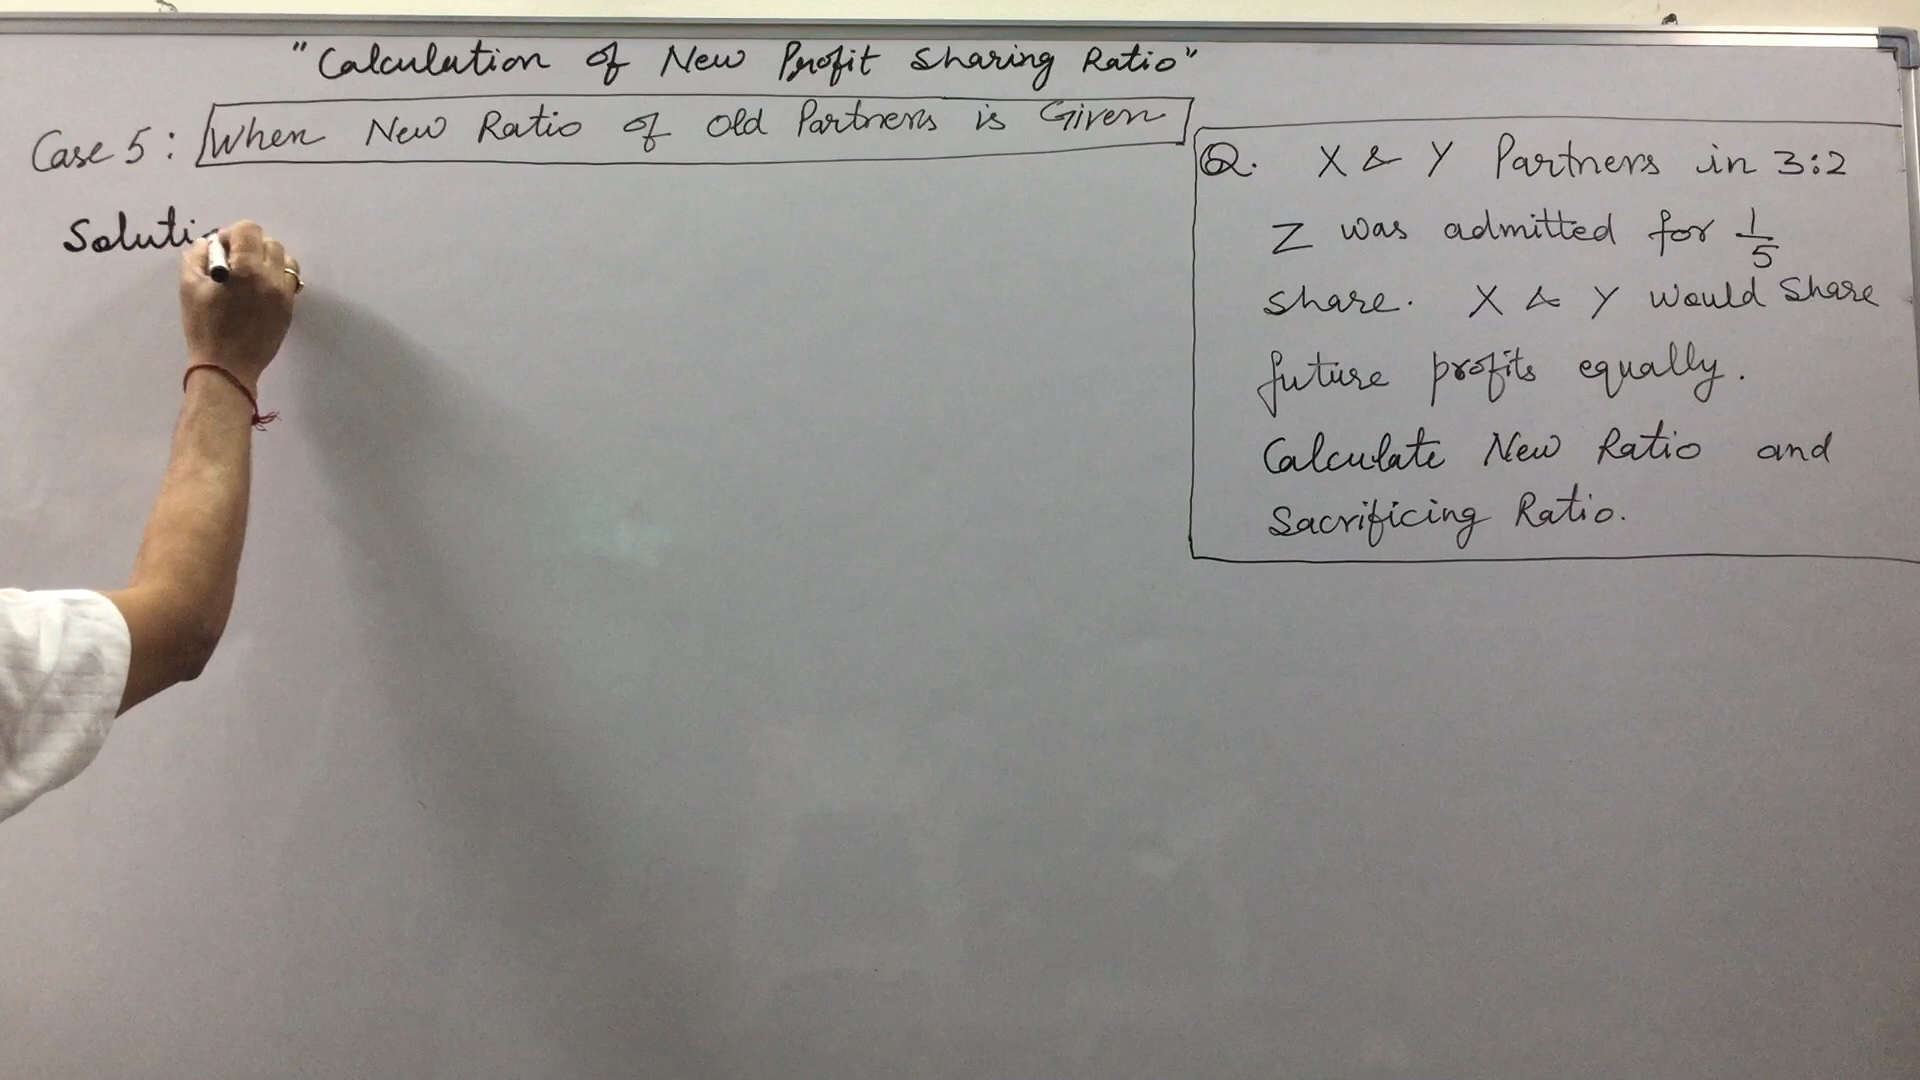 "Calculation of New Profit Sharing Ratio"
Case 5: When New Ratio of Old Partners is Given
Soluti
Q. X & Y Partners in 3:2
Z was admitted for 1/5
share. X & Y would share
future profits equally.
Calculate New Ratio and
Sacrificing Ratio.